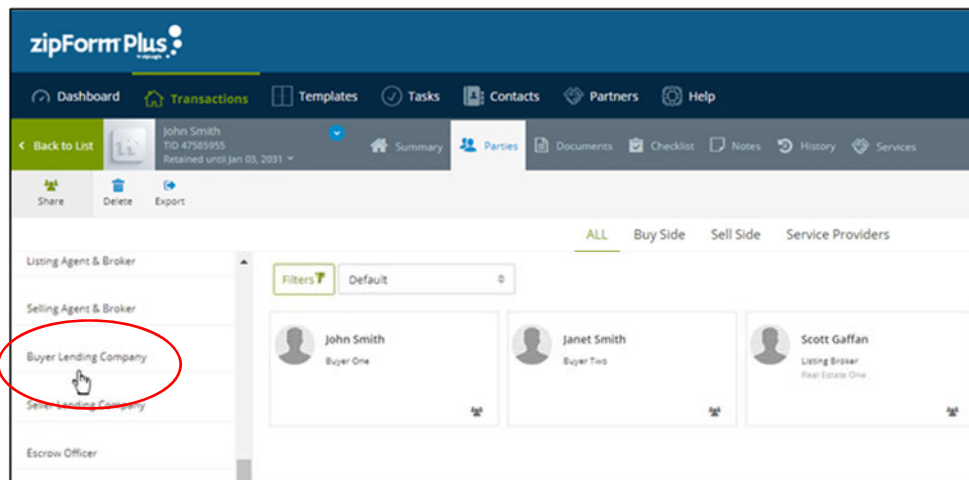 zipForm Plus
Dashboard Transactions Templates Tasks Contacts Partners Help
Back to List
John Smith
TID 47585955
Retained until Jan 03, 2031
Summary Parties Documents Checklist Notes History Services
Share Delete Export
ALL Buy Side Sell Side Service Providers
Listing Agent & Broker
Selling Agent & Broker
Buyer Lending Company
Seller Lending Company
Escrow Officer
Filters Default
John Smith
Buyer One
Janet Smith
Buyer Two
Scott Gaffan
Listing Broker
Real Estate One